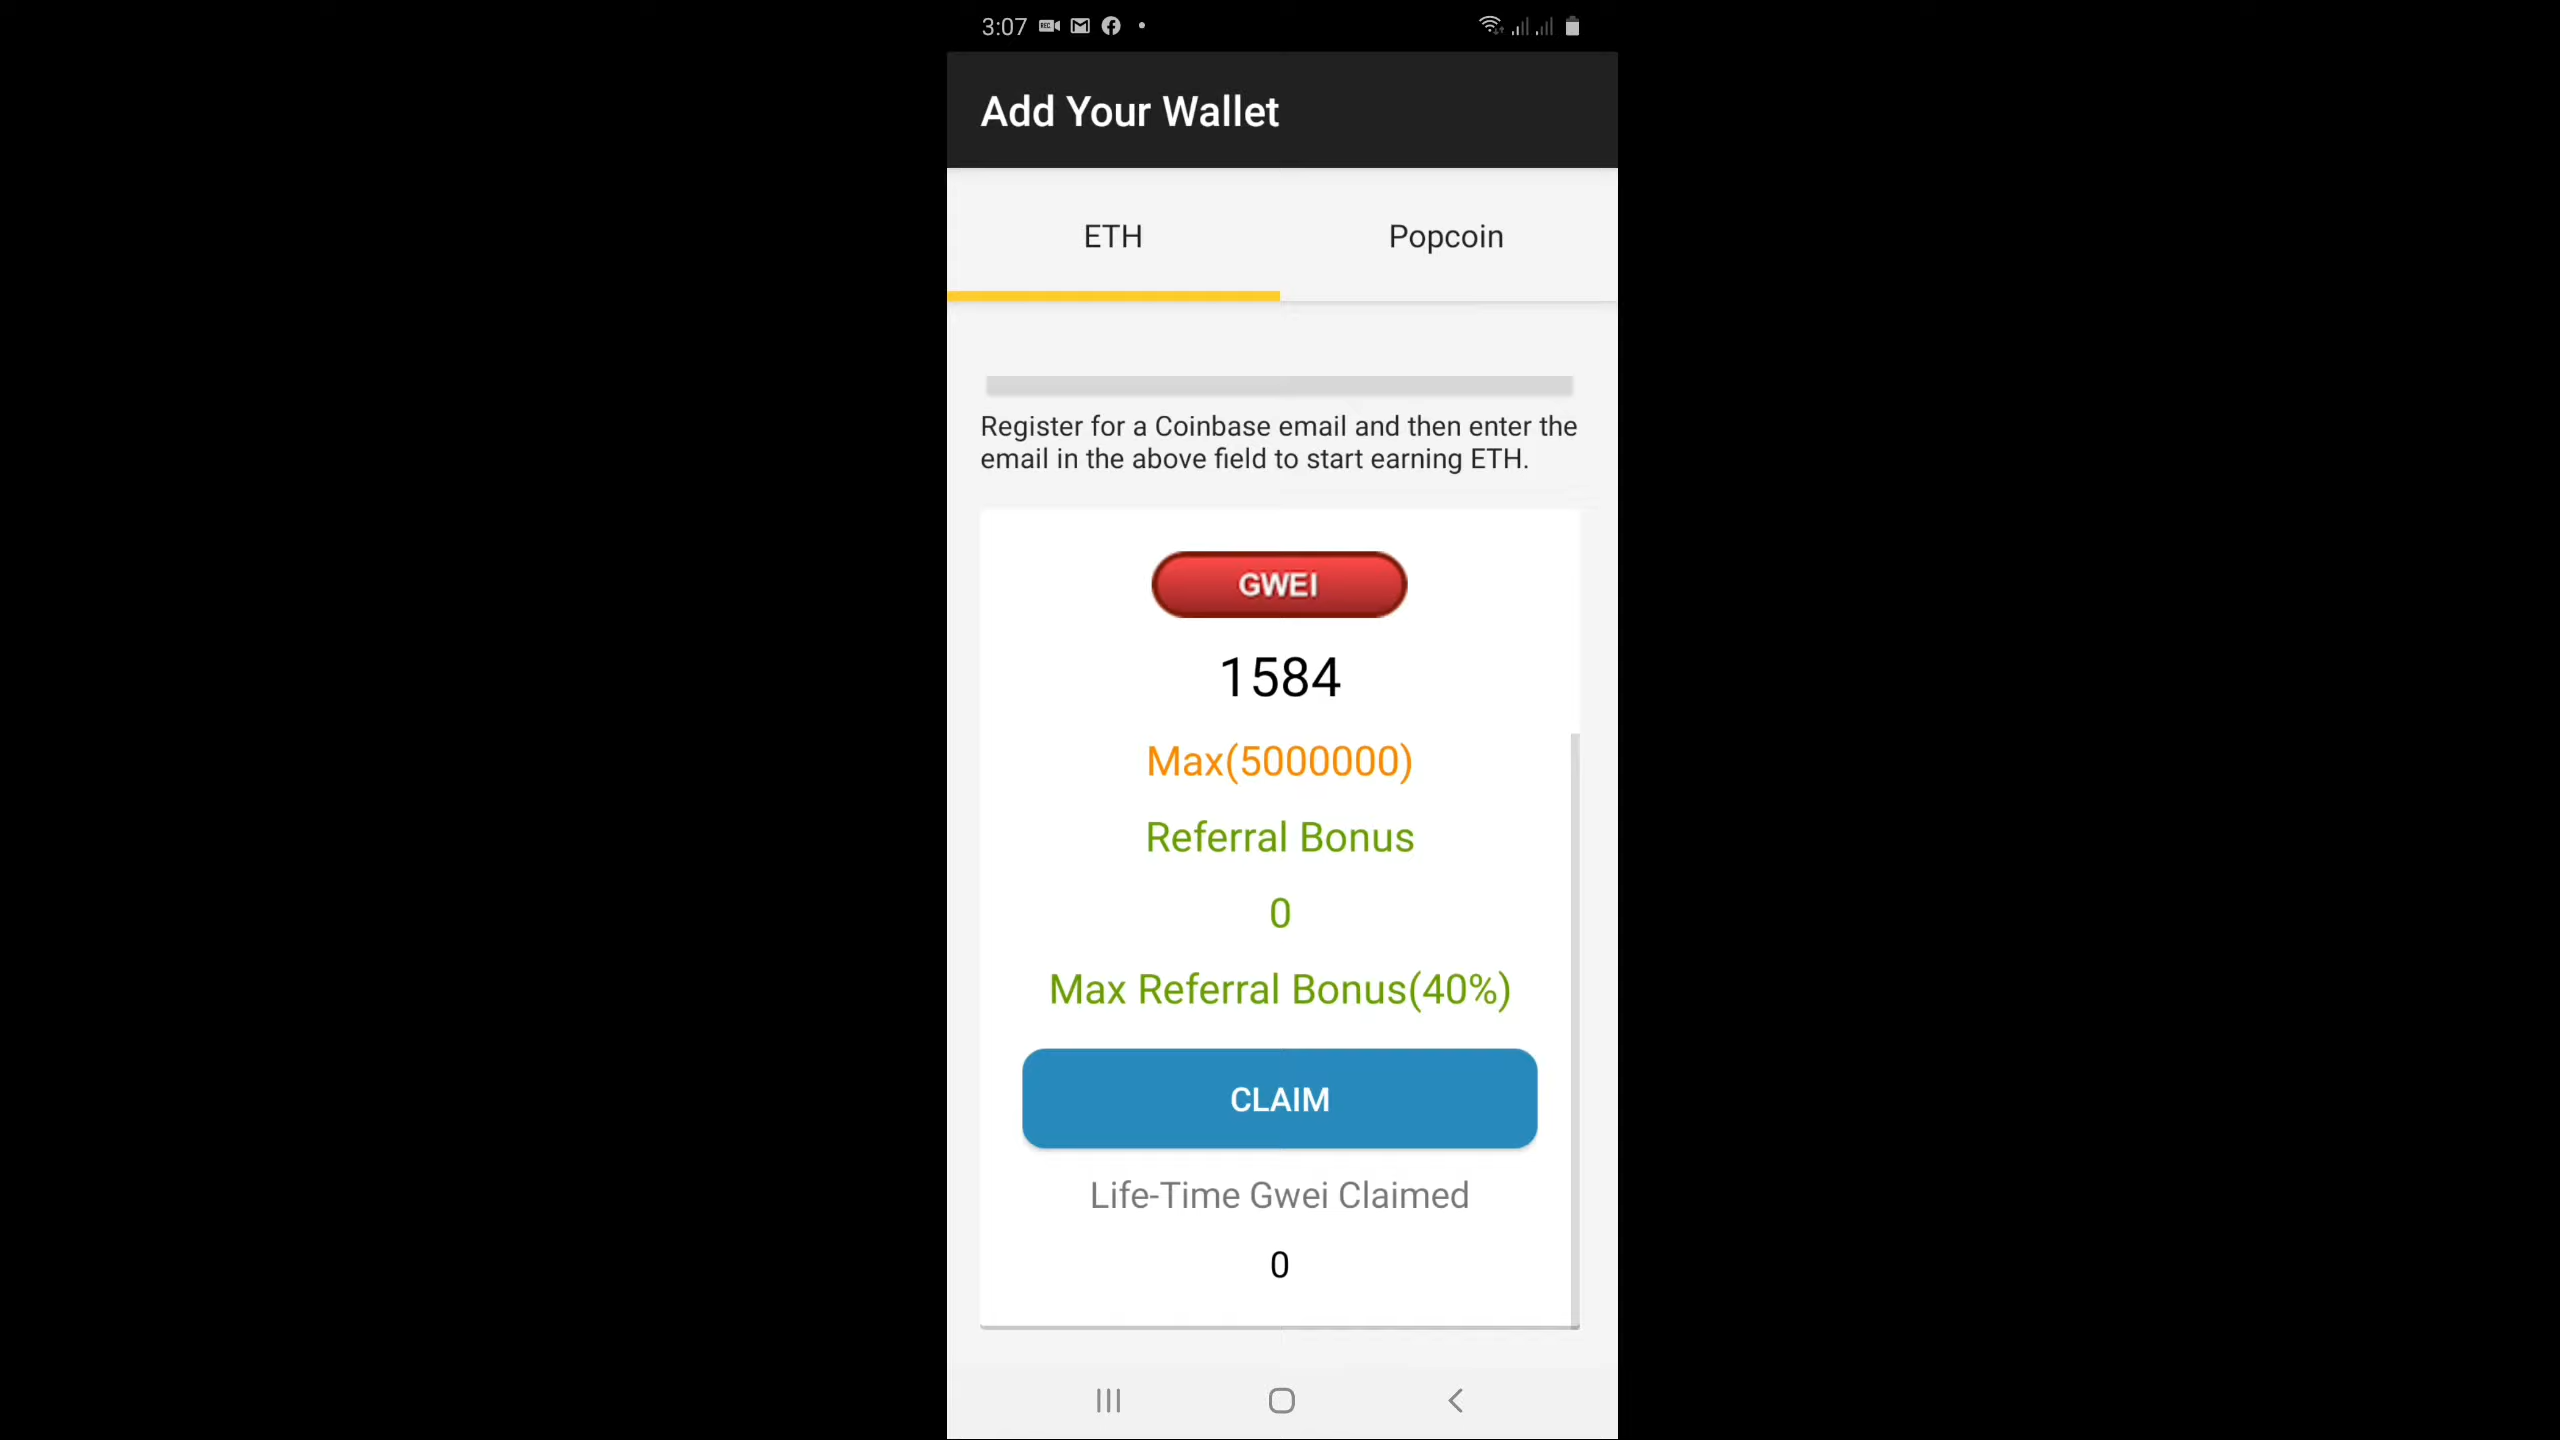 3:07
Add Your Wallet
ETH
Popcoin
Register for a Coinbase email and then enter the
email in the above field to start earning ETH.
GWEI
1584
Max(5000000)
Referral Bonus
0
Max Referral Bonus(40%)
CLAIM
Life-Time Gwei Claimed
0